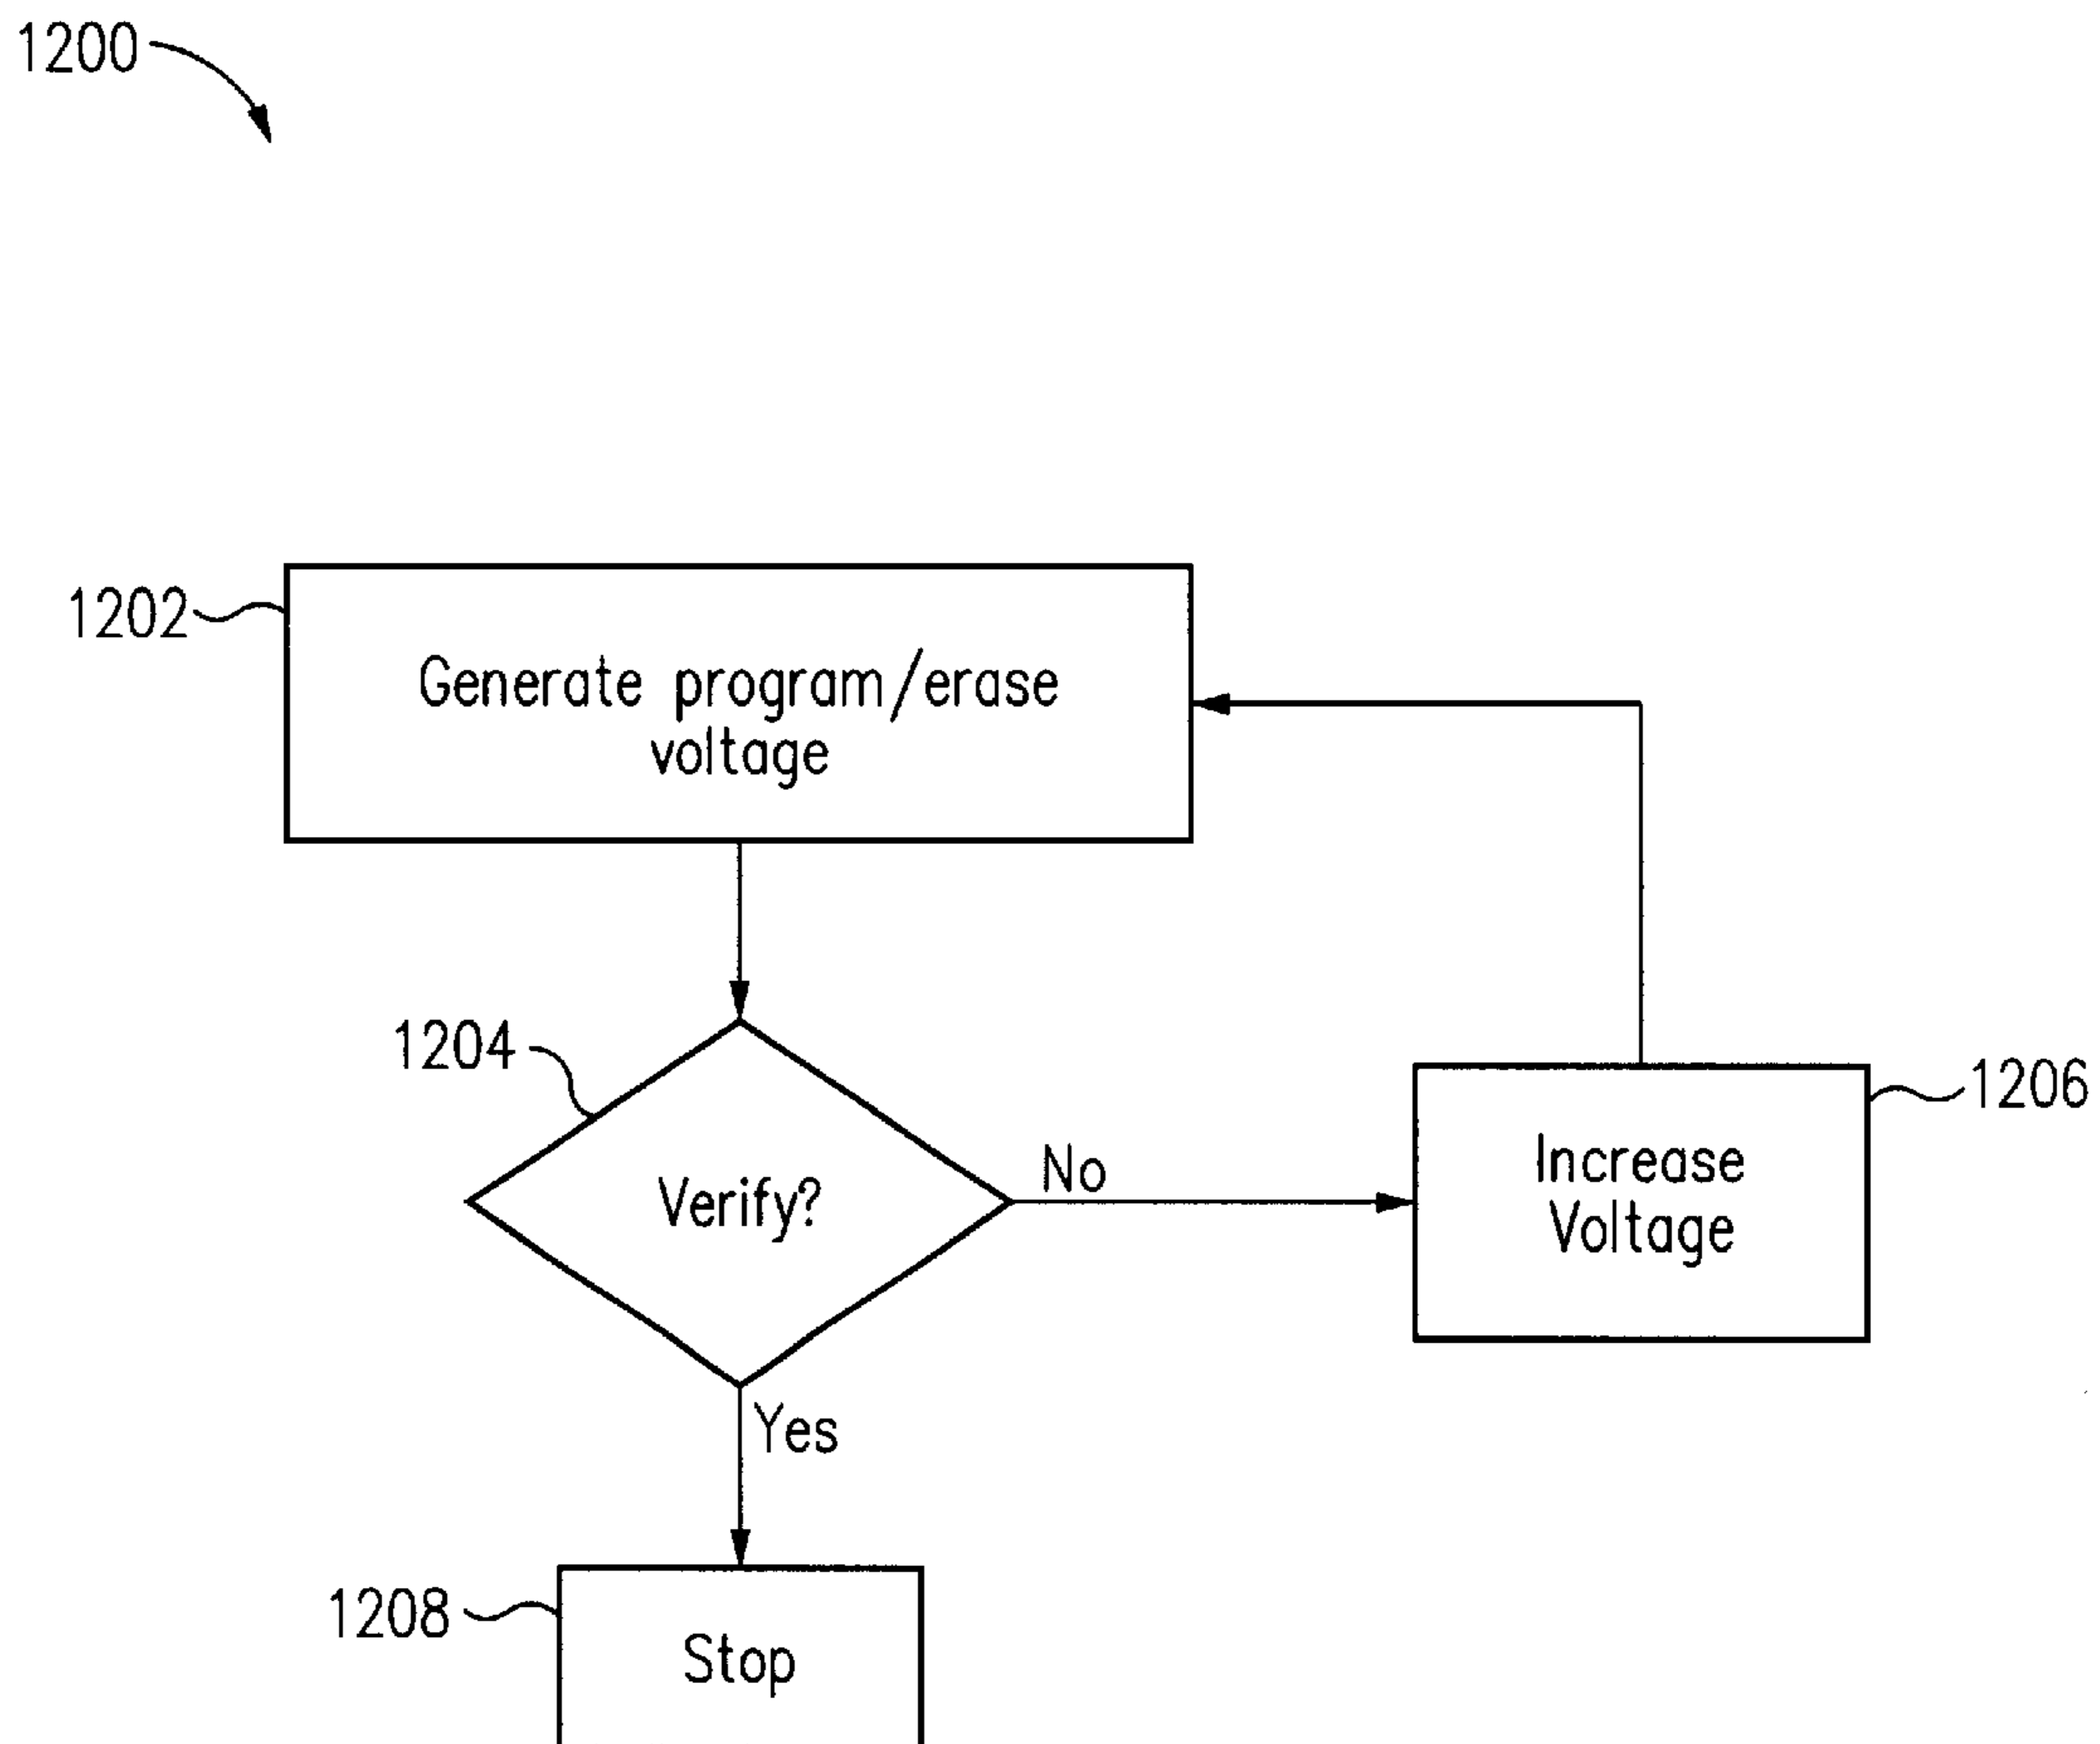 1200
1202
Generate program/erase
voltage
1204
Verify?
No
1206
Increase
Voltage
Yes
1208
Stop